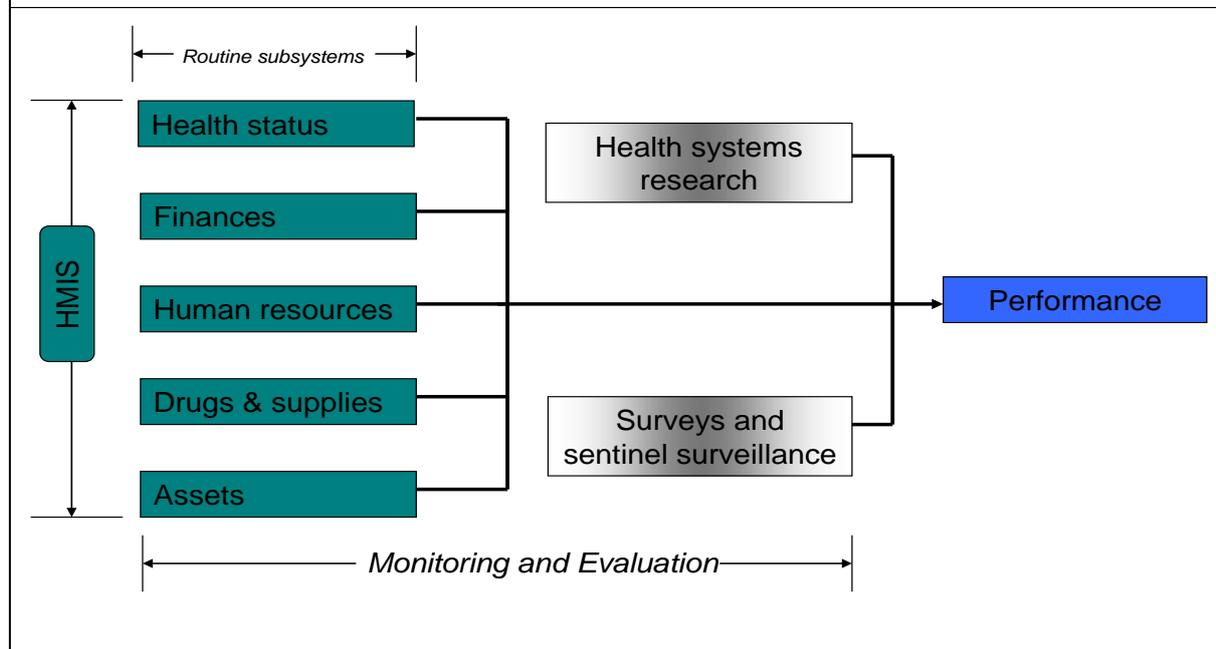 Routine subsystems
Health status
Finances
Human resources
Drugs & supplies
Assets
HMIS
Health systems
research
Surveys and
sentinel surveillance
Performance
Monitoring and Evaluation